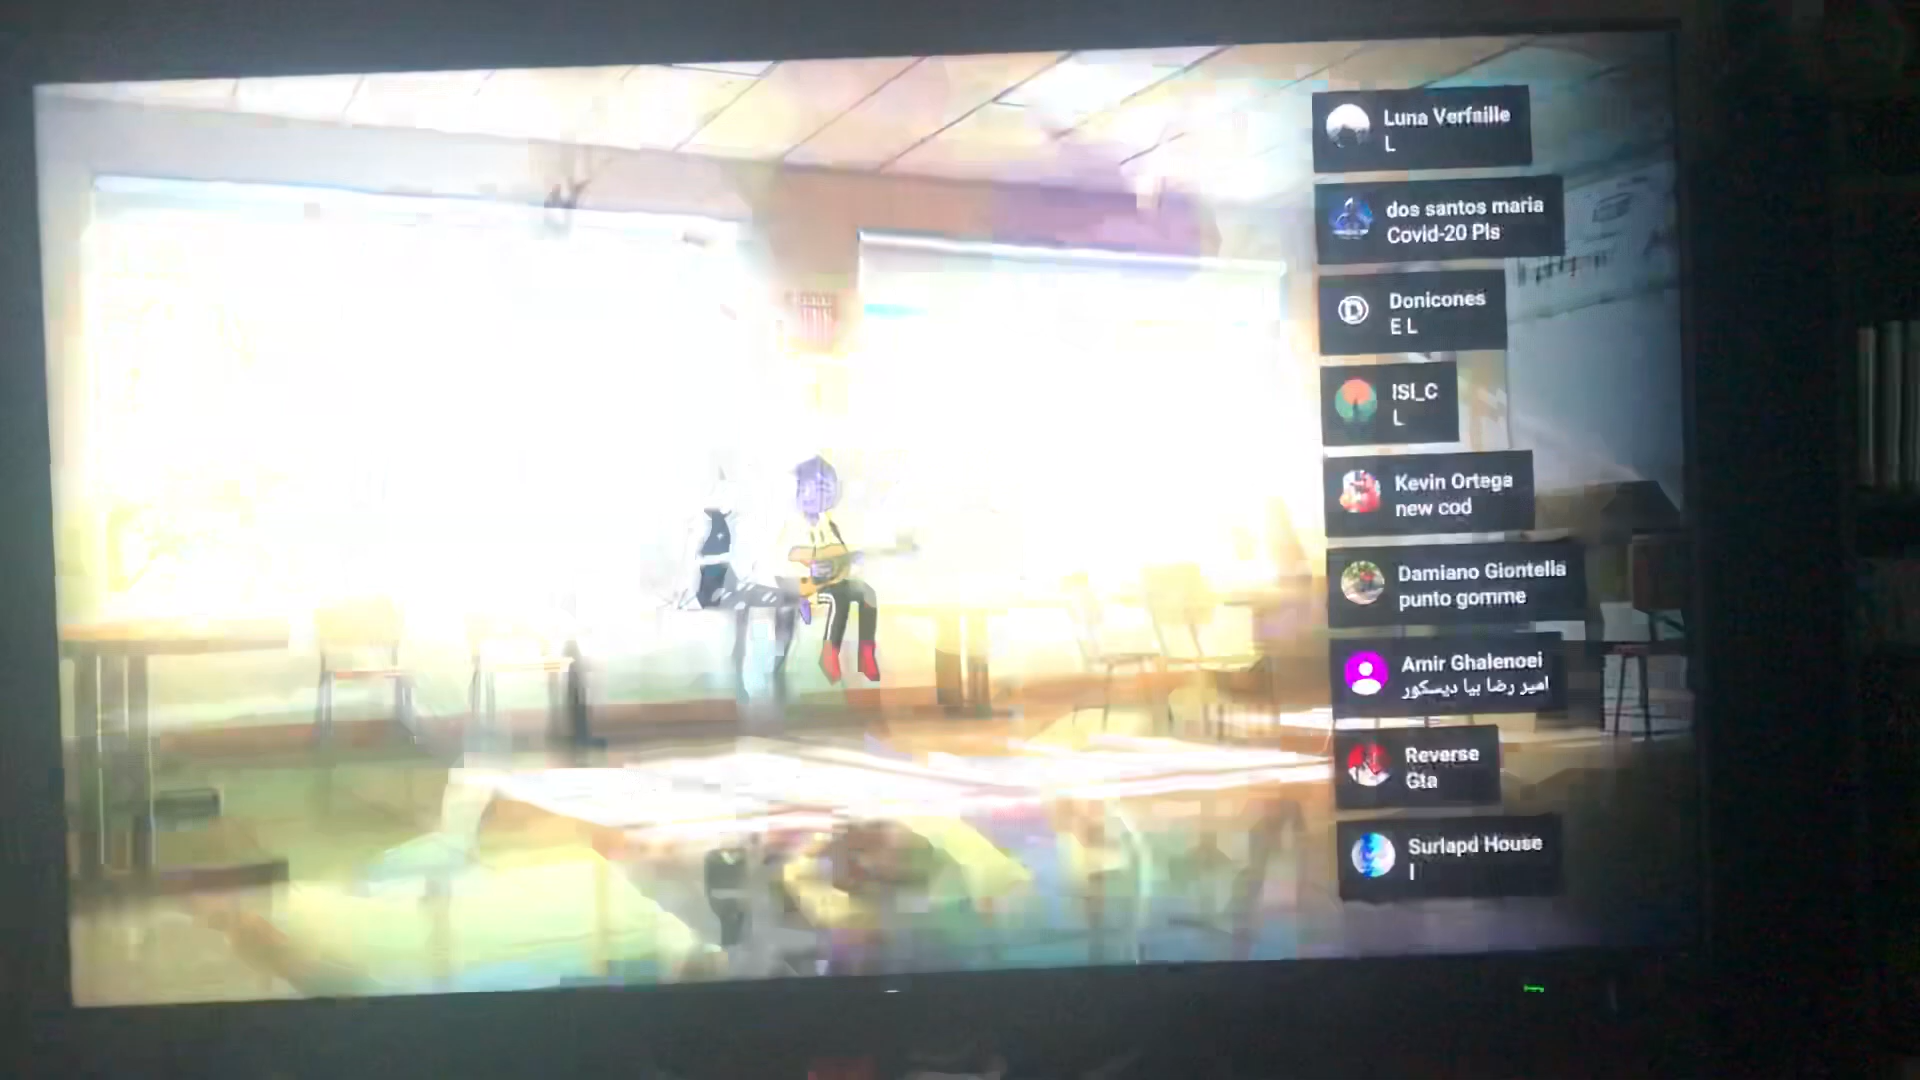 Luna Verfaille
L
dos santos maria
Covid-20 Pls
Donicones
E L
ISI_C
L
Kevin Ortega
new cod
Damiano Giontella
punto gomme
Amir Ghalenoei
امیر رضا بیا دیسکور
Reverse
Gta
Surlapd House
I